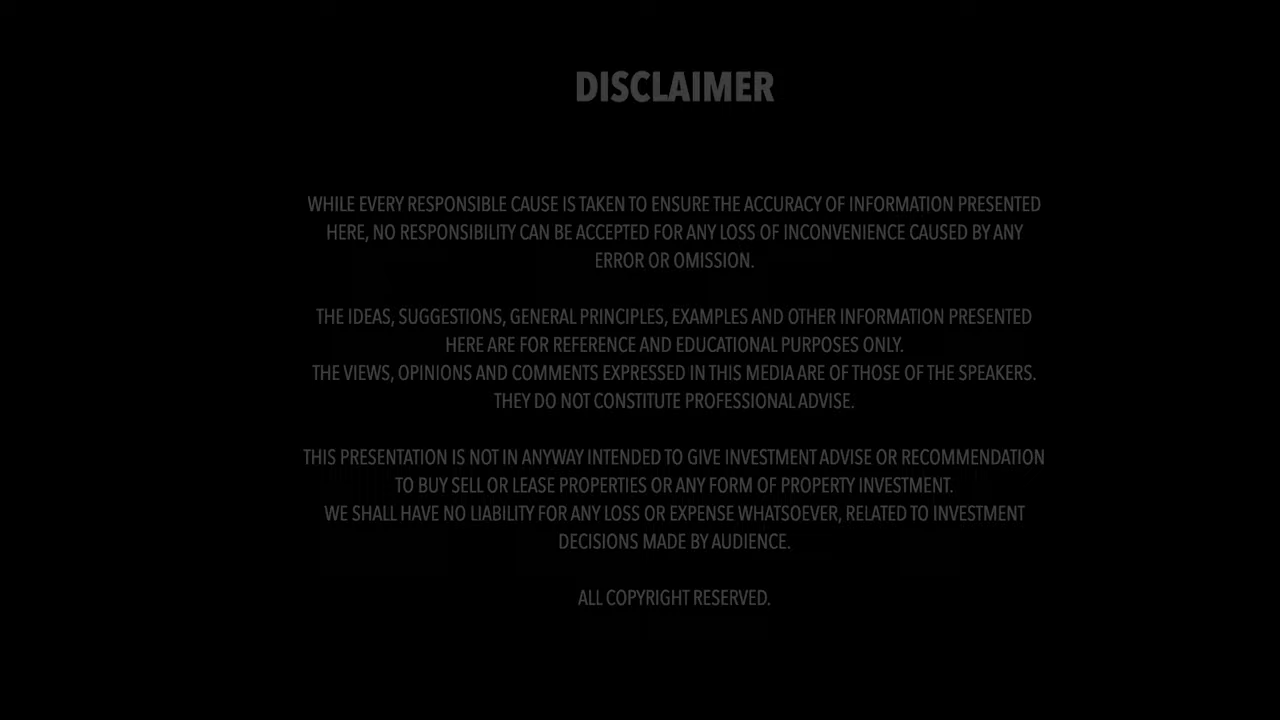 DISCLAIMER
WHILE EVERY RESPONSIBLE CAUSE IS TAKEN TO ENSURE THE ACCURACY OF INFORMATION PRESENTED
HERE, NO RESPONSIBILITY CAN BE ACCEPTED FOR ANY LOSS OF INCONVENIENCE CAUSED BY ANY
ERROR OR OMISSION.
THE IDEAS, SUGGESTIONS, GENERAL PRINCIPLES, EXAMPLES AND OTHER INFORMATION PRESENTED
HERE ARE FOR REFERENCE AND EDUCATIONAL PURPOSES ONLY.
THE VIEWS, OPINIONS AND COMMENTS EXPRESSED IN THIS MEDIA ARE OF THOSE OF THE SPEAKERS.
THEY DO NOT CONSTITUTE PROFESSIONAL ADVISE.
THIS PRESENTATION IS NOT IN ANYWAY INTENDED TO GIVE INVESTMENT ADVISE OR RECOMMENDATION
TO BUY SELL OR LEASE PROPERTIES OR ANY FORM OF PROPERTY INVESTMENT.
WE SHALL HAVE NO LIABILITY FOR ANY LOSS OR EXPENSE WHATSOEVER, RELATED TO INVESTMENT
DECISIONS MADE BY AUDIENCE.
ALL COPYRIGHT RESERVED.